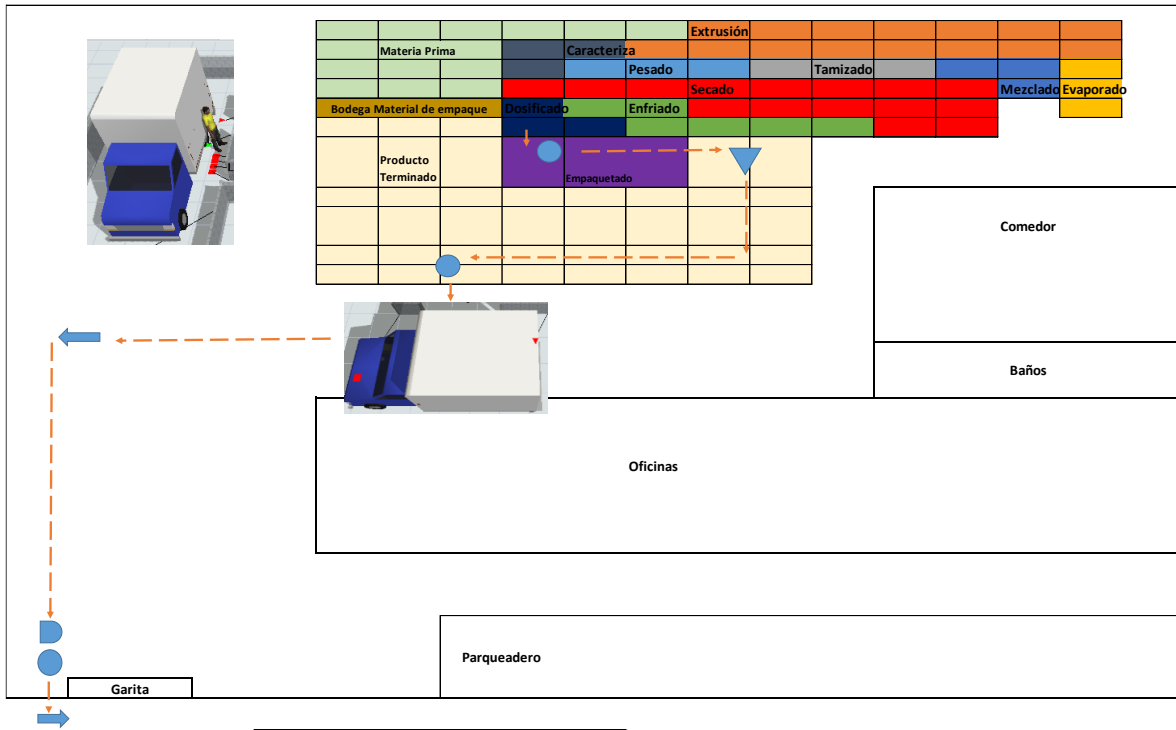 Extrusión
Materia Prima
Caracteriza
Pesado
Tamizado
Secado
Mezclado
Evaporado
Bodega Material de empaque
Dosificado
Enfriado
Producto
Terminado
Empaquetado
Comedor
Baños
Oficinas
Parqueadero
Garita